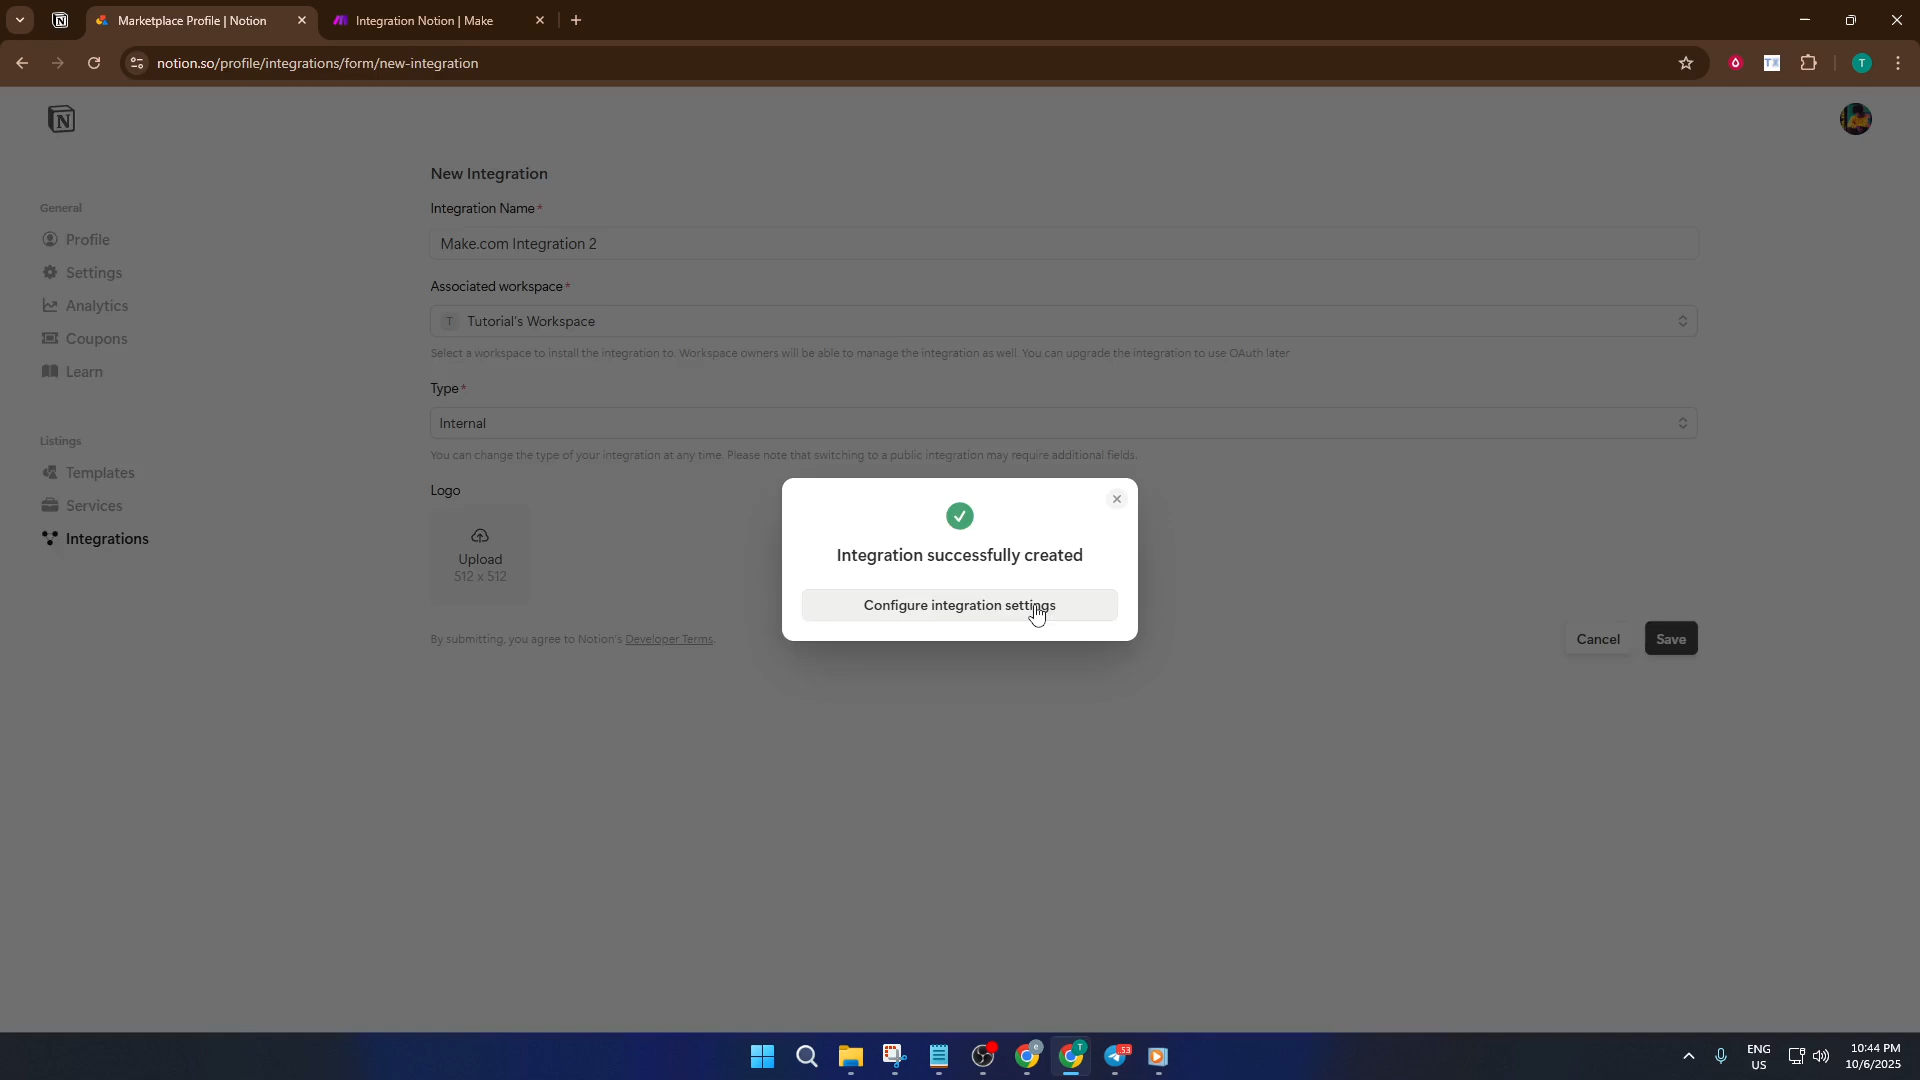 Marketplace Profile | Notion
Integration Notion | Make
notion.so/profile/integrations/form/new-integration
T
General
Profile
Settings
Analytics
Coupons
Learn
Listings
Templates
Services
Integrations
New Integration
Integration Name*
Make.com Integration 2
Associated workspace*
T Tutorial's Workspace
Select a workspace to install the integration to. Workspace owners will be able to manage the integration as well. You can upgrade the integration to use OAuth later
Type*
Internal
You can change the type of your integration at any time. Please note that switching to a public integration may require additional fields.
Logo
Upload
512 x 512
By submitting, you agree to Notion's Developer Terms.
Cancel
Save
Integration successfully created
Configure integration settings
e
T
53
ENG
US
10:44 PM
10/6/2025